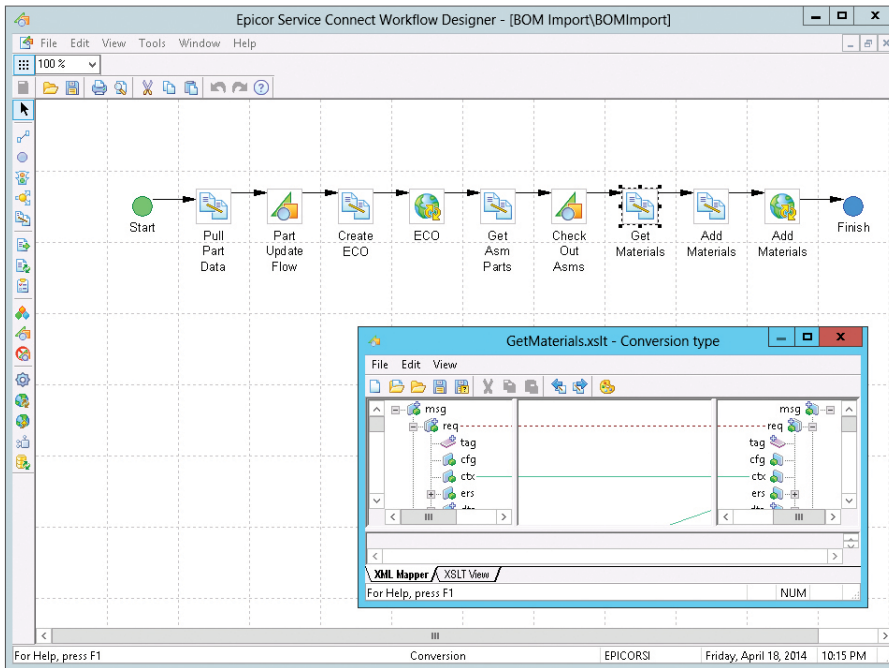 Epicor Service Connect Workflow Designer - [BOM Import\BOMImport]
File Edit View Tools Window Help
100 %
Start
Pull Part Data
Part Update Flow
Create ECO
ECO
Get Asm Parts
Check Out Asms
Get Materials
Add Materials
Add Materials
Finish
GetMaterials.xslt - Conversion type
File Edit View
msg
req
tag
cfg
ctx
ers
msg
req
tag
cfg
ctx
ers
XML Mapper XSLT View
For Help, press F1 NUM
For Help, press F1 Conversion EPICORSI Friday, April 18, 2014 10:15 PM